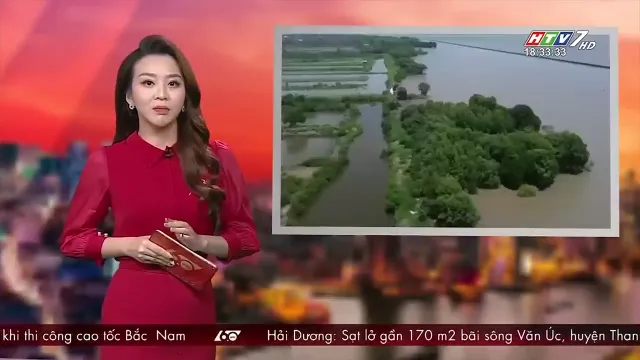 HTV7 HD
18:33:33
khi thi công cao tốc Bắc Nam 60 Hải Dương: Sạt lở gần 170 m2 bãi sông Văn Úc, huyện Than